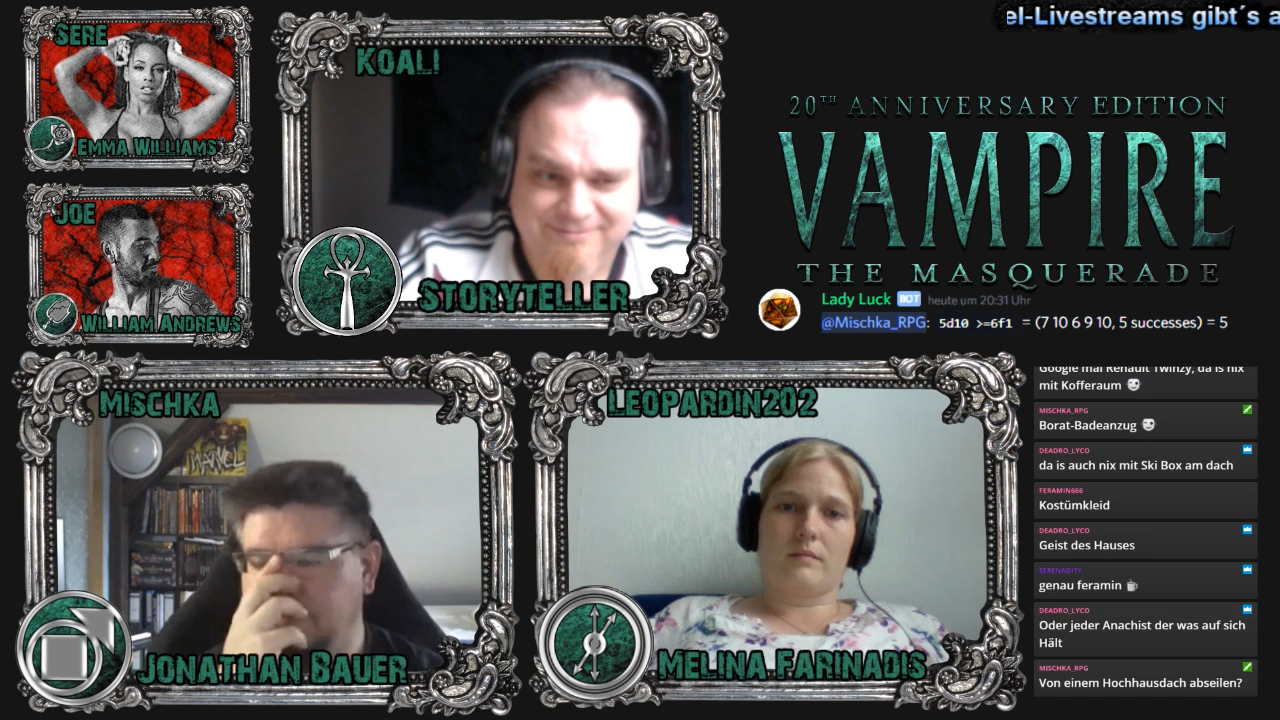 el-Livestreams gibt´s a
SERE
EMMA WILLIAMS
KOALI
STORYTELLER
20TH ANNIVERSARY EDITION
VAMPIRE
THE MASQUERADE
Lady Luck BOT heute um 20:31 Uhr
@Mischka_RPG: 5d10 >=6f1 = (7 10 6 9 10, 5 successes) = 5
JOE
WILLIAM ANDREWS
MISCHKA
JONATHAN BAUER
LEOPARDIN202
MELINA FARINADIS
Google mal Renault Twinzy, da is nix
mit Kofferaum
MISCHKA_RPG
Borat-Badeanzug
DEADRO_LYCO
da is auch nix mit Ski Box am dach
FERAMIN666
Kostümkleid
DEADRO_LYCO
Geist des Hauses
SERENADITY
genau feramin
DEADRO_LYCO
Oder jeder Anachist der was auf sich
Hält
MISCHKA_RPG
Von einem Hochhausdach abseilen?